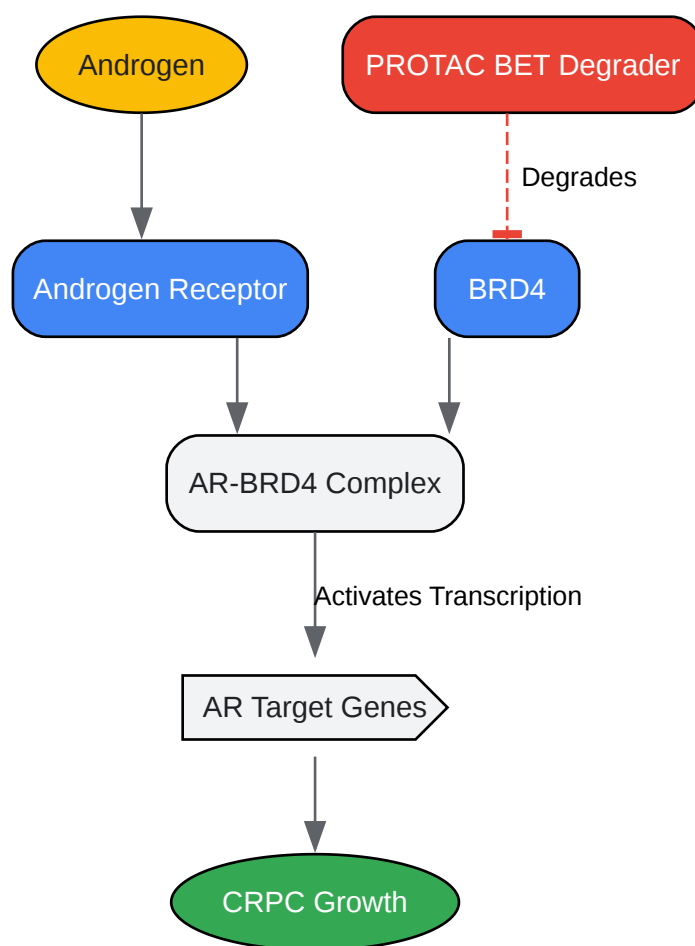 Androgen
PROTAC BET Degrader
Degrades
Androgen Receptor
BRD4
AR-BRD4 Complex
Activates Transcription
AR Target Genes
CRPC Growth